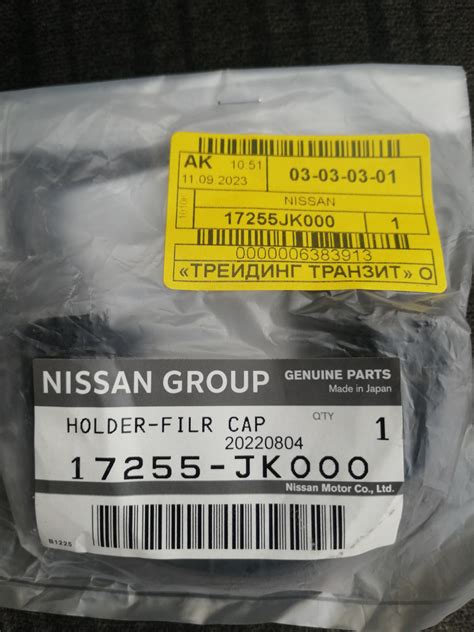 AK 10:51
11.09.2023
03-03-03-01
NISSAN
17255JK000 1
0000006383913
«ТРЕЙДИНГ ТРАНЗИТ» О
NISSAN GROUP
GENUINE PARTS
Made in Japan
HOLDER-FILR CAP
Q'TY
1
20220804
17255-JK000
Nissan Motor Co., Ltd.
B1225